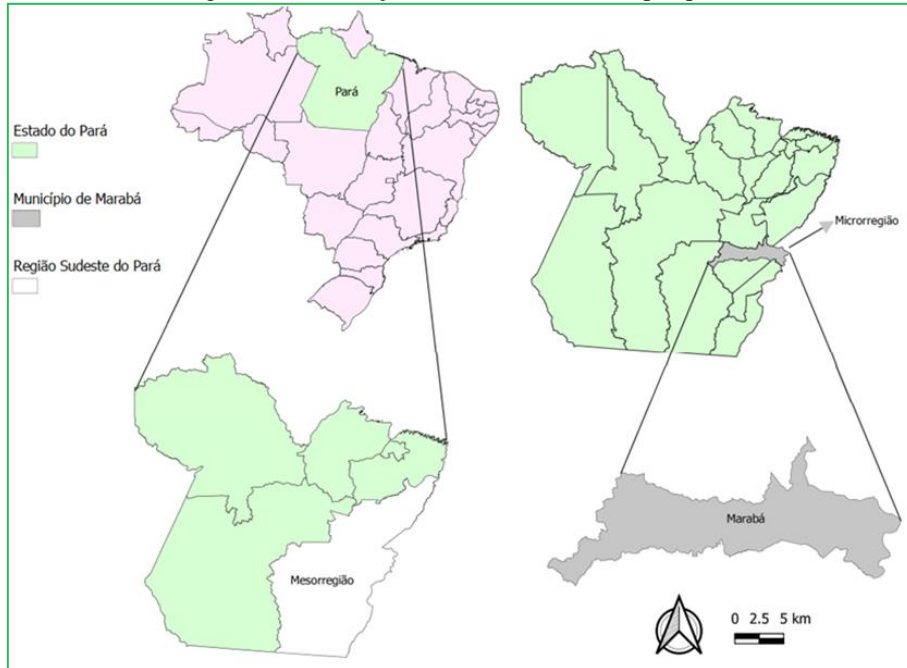 Estado do Pará
Município de Marabá
Região Sudeste do Pará
Pará
Microrregião
Mesorregião
Marabá
0 2.5 5 km